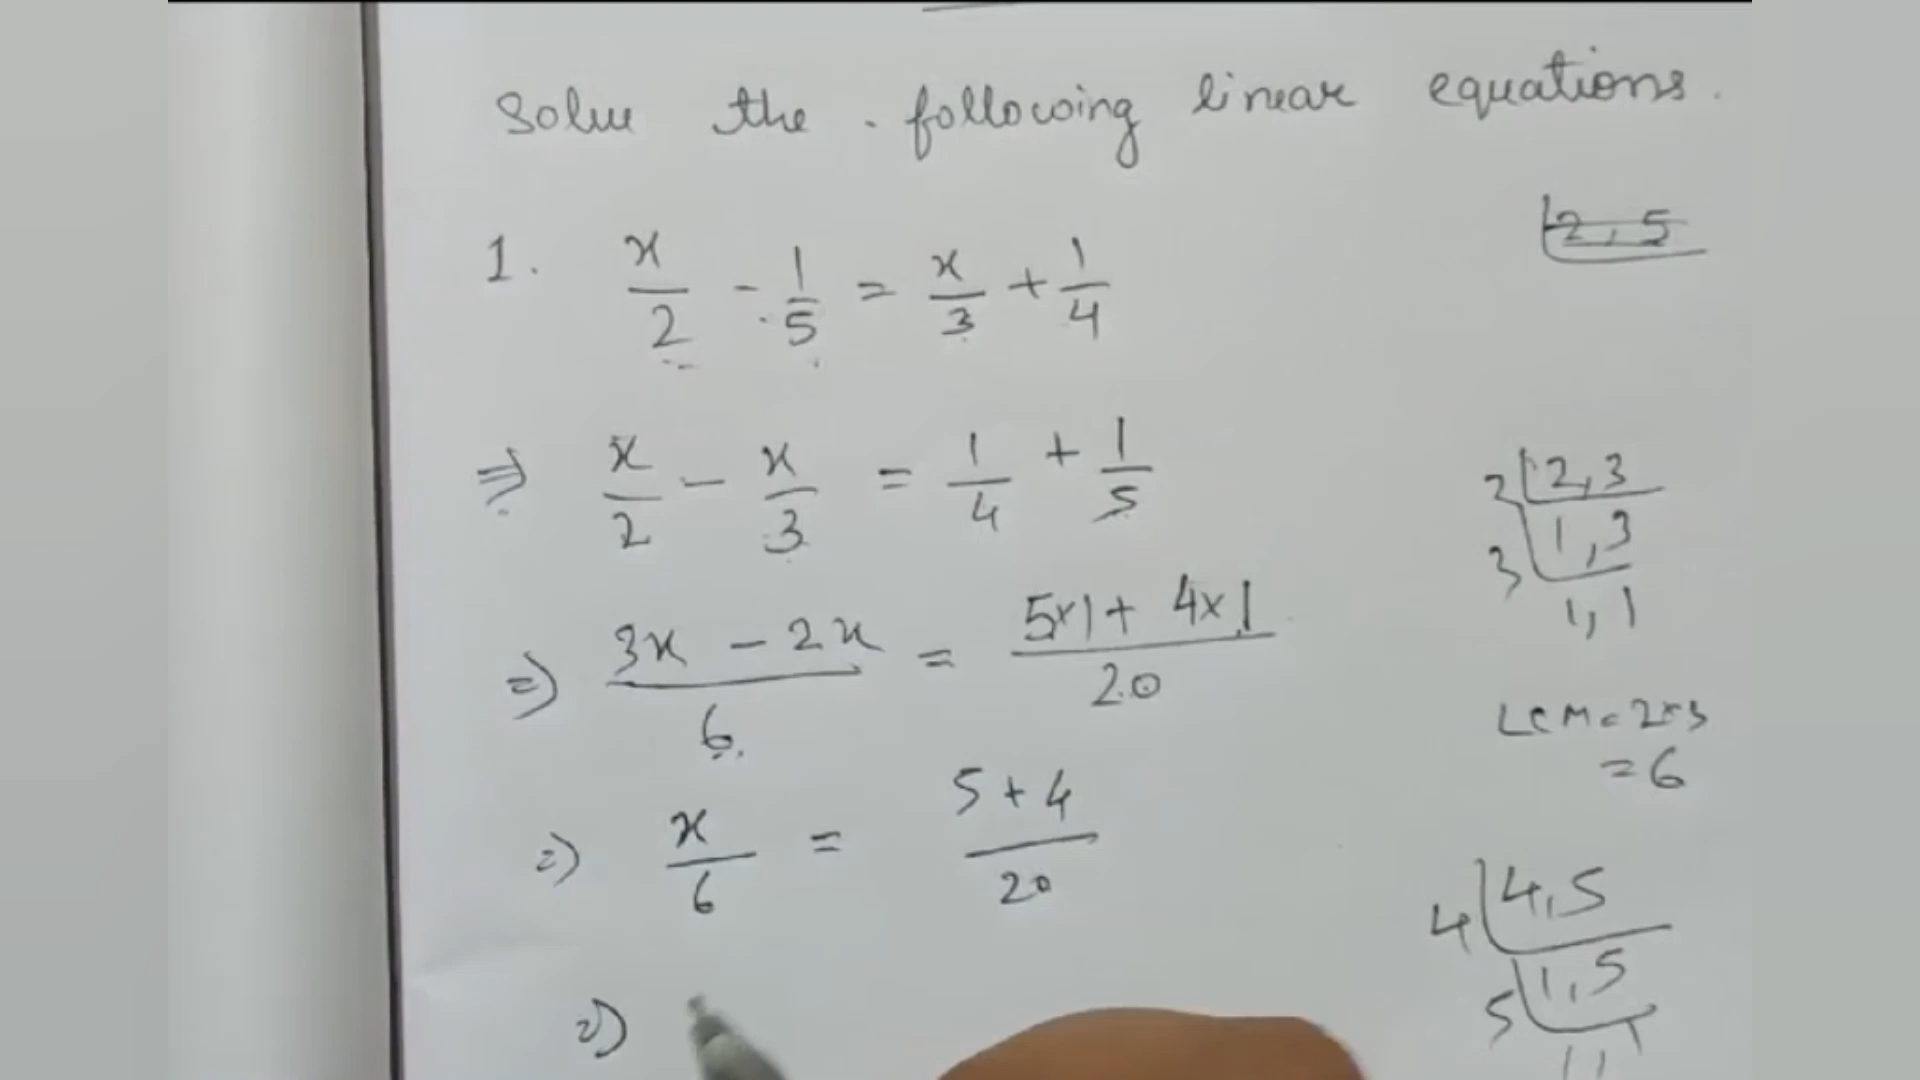 Solve the following linear equations.
1. x/2 - 1/5 = x/3 + 1/4
⇒ x/2 - x/3 = 1/4 + 1/5
⇒ (3x - 2x)/6 = (5×1 + 4×1)/20
⇒ x/6 = (5 + 4)/20
⇒
2, 5
2 | 2, 3
3 | 1, 3
1, 1
LCM = 2×3
= 6
4 | 4, 5
5 | 1, 5
1 1